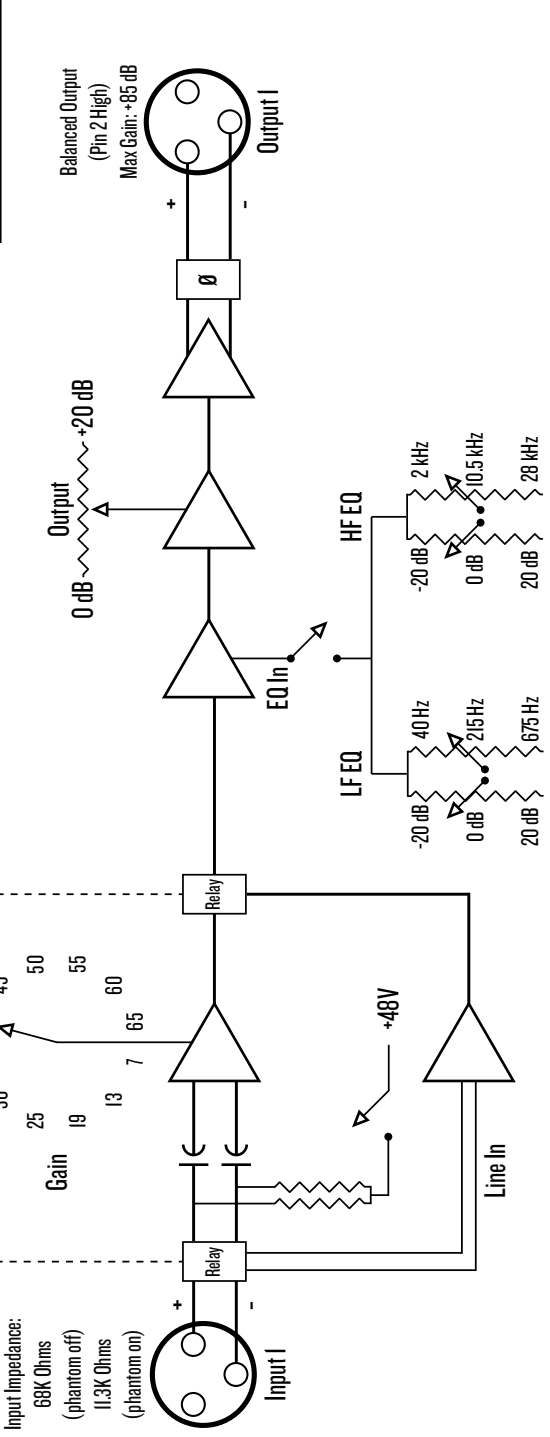 Input Impedance:
68K Ohms
(phantom off)
11.3K Ohms
(phantom on)
+
-
Input 1
Relay
Gain
7
13
19
25
50
55
60
65
+48V
Line In
Relay
EQ In
LF EQ
-20 dB
0 dB
20 dB
40 Hz
215 Hz
675 Hz
HF EQ
-20 dB
0 dB
20 dB
2 kHz
10.5 kHz
28 kHz
Output
0 dB
+20 dB
Ø
+
-
Balanced Output
(Pin 2 High)
Max Gain: +85 dB
Output 1